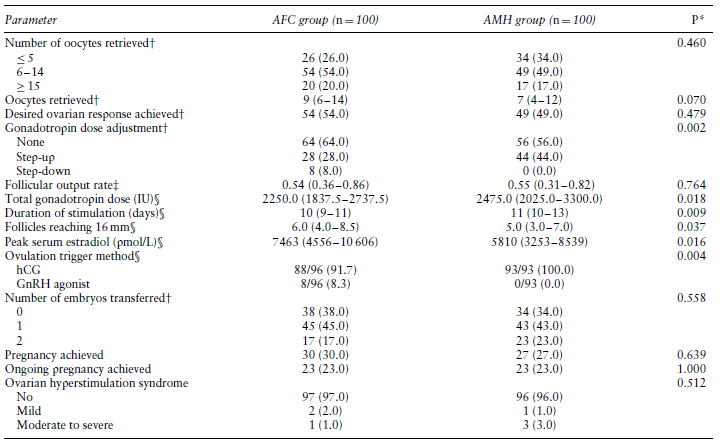 Parameter AFC group (n = 100) AMH group (n = 100) P*
Number of oocytes retrieved† 0.460
≤ 5 26 (26.0) 34 (34.0)
6–14 54 (54.0) 49 (49.0)
≥ 15 20 (20.0) 17 (17.0)
Oocytes retrieved† 9 (6–14) 7 (4–12) 0.070
Desired ovarian response achieved† 54 (54.0) 49 (49.0) 0.479
Gonadotropin dose adjustment† 0.002
None 64 (64.0) 56 (56.0)
Step-up 28 (28.0) 44 (44.0)
Step-down 8 (8.0) 0 (0.0)
Follicular output rate‡ 0.54 (0.36–0.86) 0.55 (0.31–0.82) 0.764
Total gonadotropin dose (IU)§ 2250.0 (1837.5–2737.5) 2475.0 (2025.0–3300.0) 0.018
Duration of stimulation (days)§ 10 (9–11) 11 (10–13) 0.009
Follicles reaching 16 mm§ 6.0 (4.0–8.5) 5.0 (3.0–7.0) 0.037
Peak serum estradiol (pmol/L)§ 7463 (4556–10 606) 5810 (3253–8539) 0.016
Ovulation trigger method§ 0.004
hCG 88/96 (91.7) 93/93 (100.0)
GnRH agonist 8/96 (8.3) 0/93 (0.0)
Number of embryos transferred† 0.558
0 38 (38.0) 34 (34.0)
1 45 (45.0) 43 (43.0)
2 17 (17.0) 23 (23.0)
Pregnancy achieved 30 (30.0) 27 (27.0) 0.639
Ongoing pregnancy achieved 23 (23.0) 23 (23.0) 1.000
Ovarian hyperstimulation syndrome 0.512
No 97 (97.0) 96 (96.0)
Mild 2 (2.0) 1 (1.0)
Moderate to severe 1 (1.0) 3 (3.0)